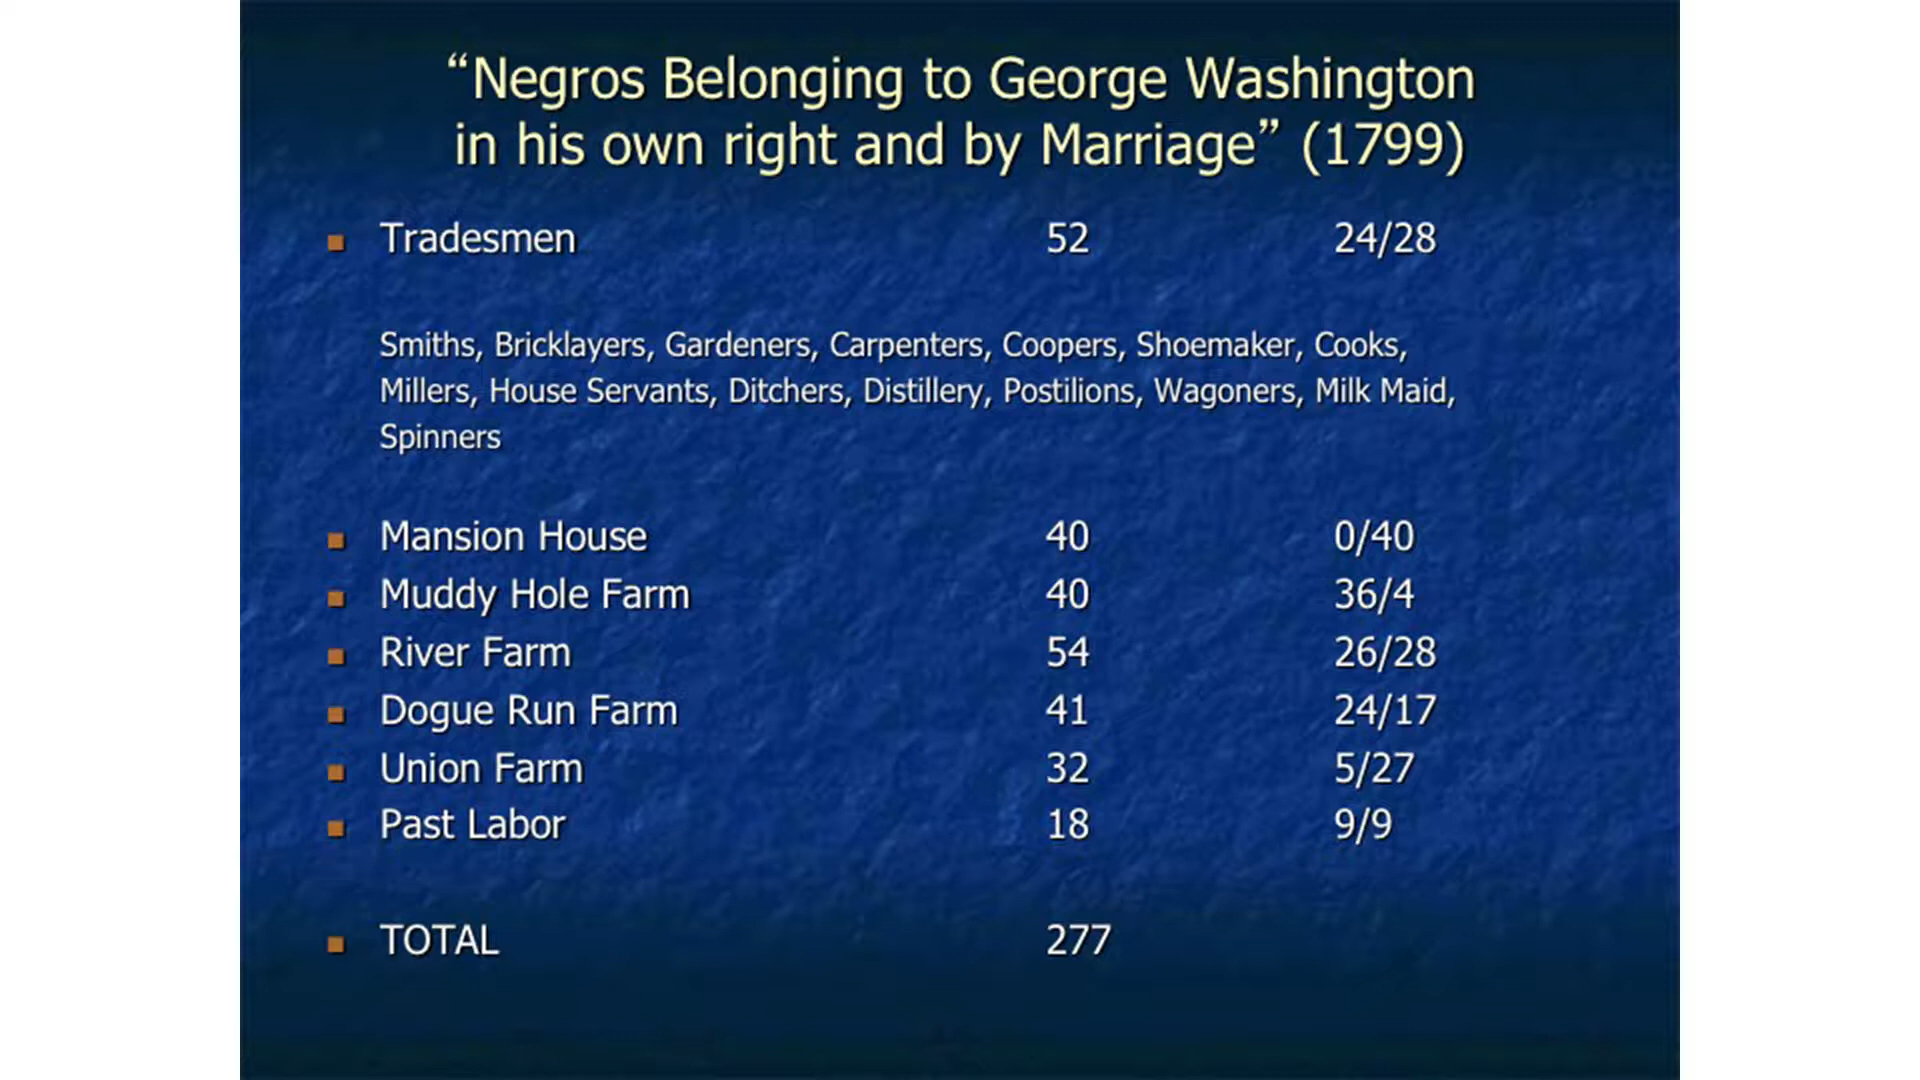 “Negros Belonging to George Washington
in his own right and by Marriage” (1799)
Tradesmen 52 24/28
Smiths, Bricklayers, Gardeners, Carpenters, Coopers, Shoemaker, Cooks,
Millers, House Servants, Ditchers, Distillery, Postilions, Wagoners, Milk Maid,
Spinners
Mansion House 40 0/40
Muddy Hole Farm 40 36/4
River Farm 54 26/28
Dogue Run Farm 41 24/17
Union Farm 32 5/27
Past Labor 18 9/9
TOTAL 277